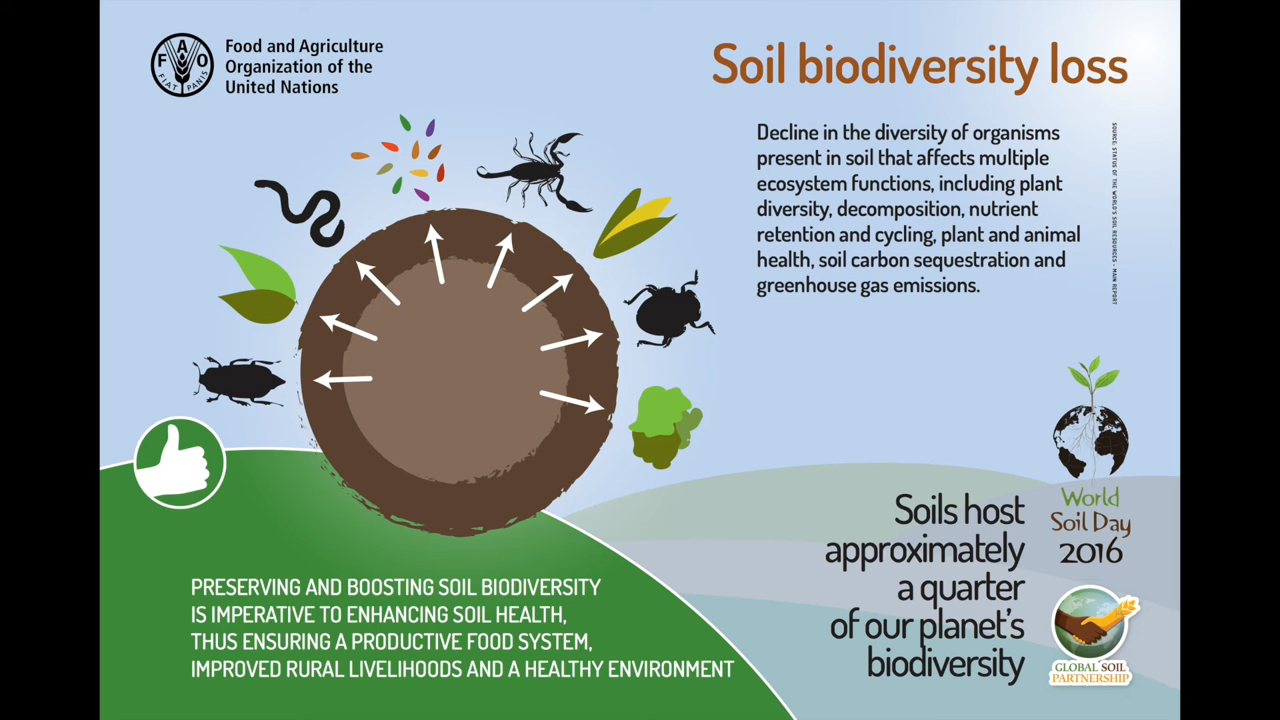 FAO
FIAT PANIS
Food and Agriculture
Organization of the
United Nations
Soil biodiversity loss
Decline in the diversity of organisms
present in soil that affects multiple
ecosystem functions, including plant
diversity, decomposition, nutrient
retention and cycling, plant and animal
health, soil carbon sequestration and
greenhouse gas emissions.
SOURCE: STATUS OF THE WORLD'S SOIL RESOURCES - MAIN REPORT
PRESERVING AND BOOSTING SOIL BIODIVERSITY
IS IMPERATIVE TO ENHANCING SOIL HEALTH,
THUS ENSURING A PRODUCTIVE FOOD SYSTEM,
IMPROVED RURAL LIVELIHOODS AND A HEALTHY ENVIRONMENT
Soils host
approximately
a quarter
of our planet's
biodiversity
World
Soil Day
2016
GLOBAL SOIL
PARTNERSHIP